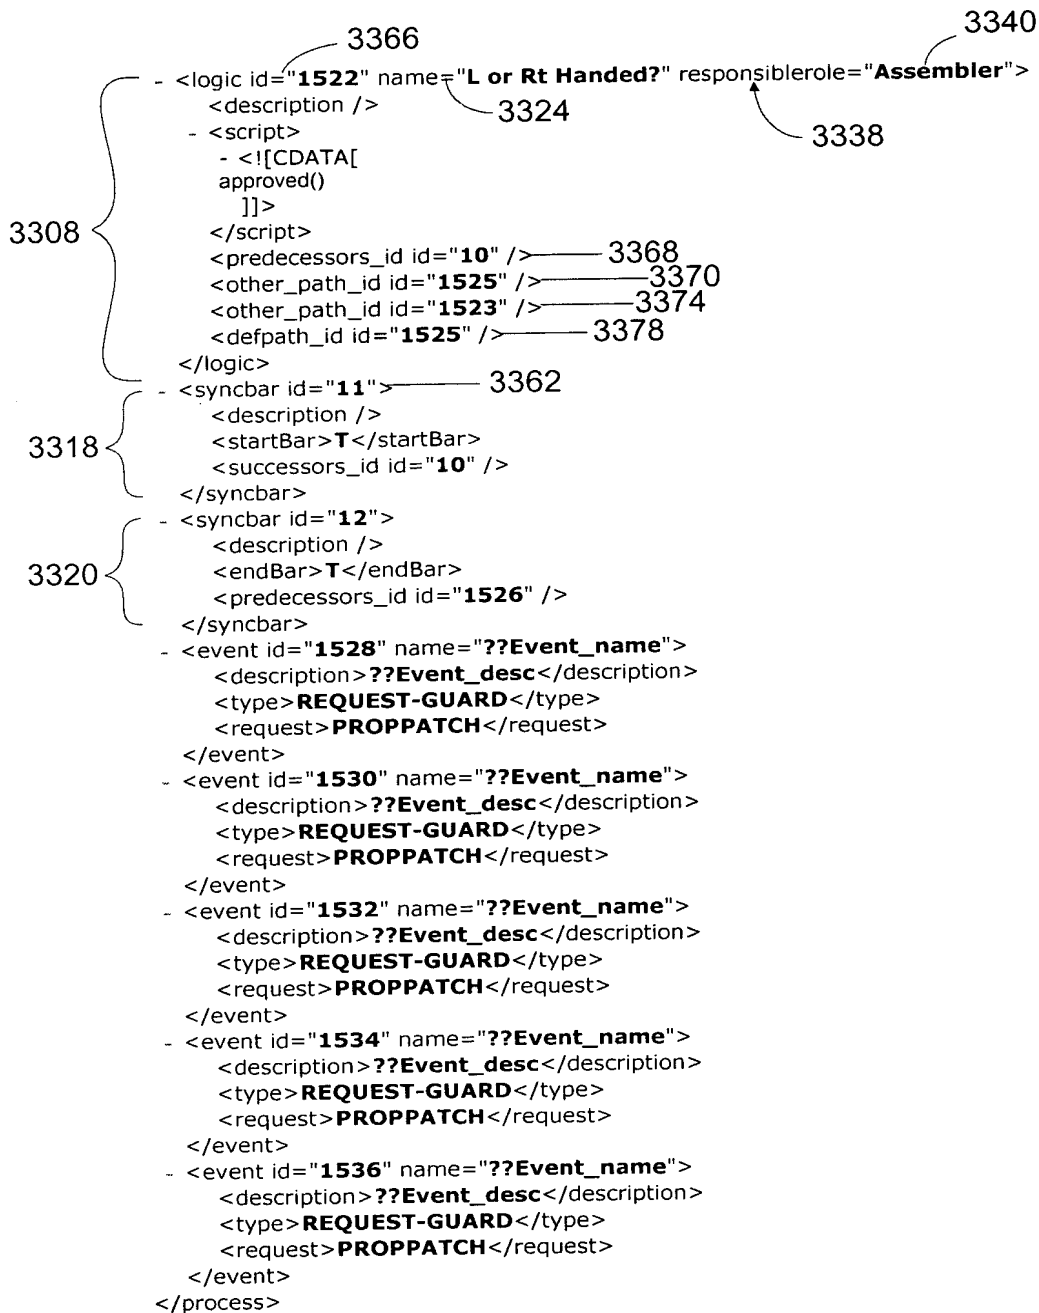 3366
3340
- <logic id="1522" name="L or Rt Handed?" responsiblerole="Assembler">
<description />
3324
3338
- <script>
- <![CDATA[
approved()
]]>
3308
</script>
<predecessors_id id="10" /> 3368
<other_path_id id="1525" /> 3370
<other_path_id id="1523" /> 3374
<defpath_id id="1525" /> 3378
</logic>
- <syncbar id="11"> 3362
<description />
3318
<startBar>T</startBar>
<successors_id id="10" />
</syncbar>
- <syncbar id="12">
<description />
3320
<endBar>T</endBar>
<predecessors_id id="1526" />
</syncbar>
- <event id="1528" name="??Event_name">
<description>??Event_desc</description>
<type>REQUEST-GUARD</type>
<request>PROPPATCH</request>
</event>
- <event id="1530" name="??Event_name">
<description>??Event_desc</description>
<type>REQUEST-GUARD</type>
<request>PROPPATCH</request>
</event>
- <event id="1532" name="??Event_name">
<description>??Event_desc</description>
<type>REQUEST-GUARD</type>
<request>PROPPATCH</request>
</event>
- <event id="1534" name="??Event_name">
<description>??Event_desc</description>
<type>REQUEST-GUARD</type>
<request>PROPPATCH</request>
</event>
- <event id="1536" name="??Event_name">
<description>??Event_desc</description>
<type>REQUEST-GUARD</type>
<request>PROPPATCH</request>
</event>
</process>